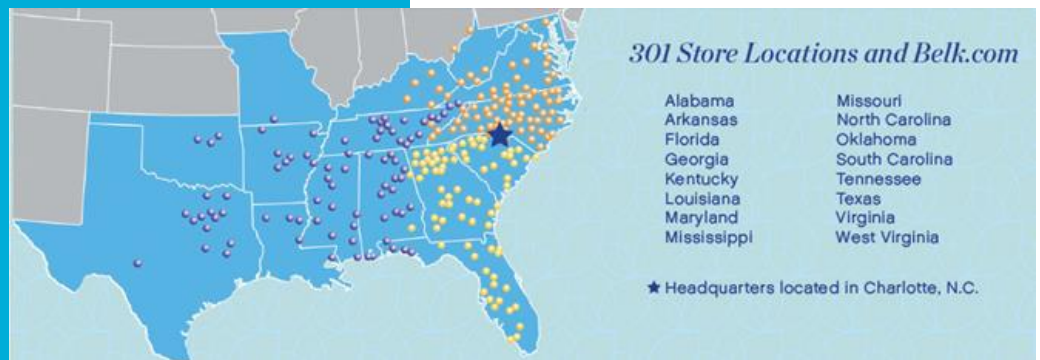 301 Store Locations and Belk.com
Alabama
Arkansas
Florida
Georgia
Kentucky
Louisiana
Maryland
Mississippi
Missouri
North Carolina
Oklahoma
South Carolina
Tennessee
Texas
Virginia
West Virginia
★ Headquarters located in Charlotte, N.C.